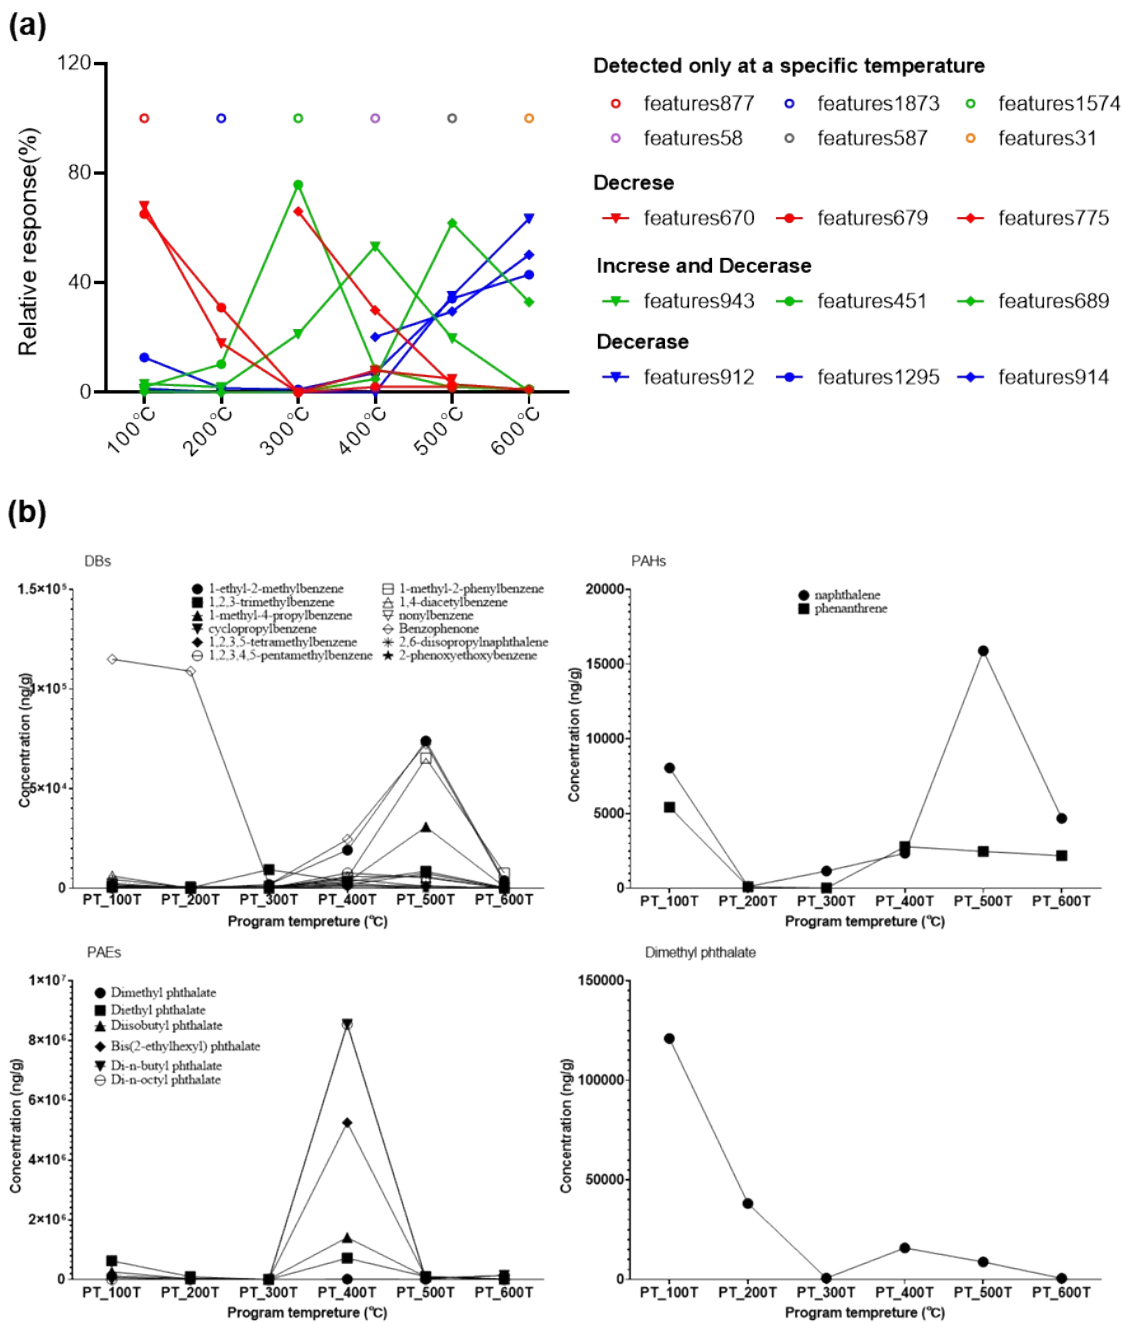 (a)
120
80
40
0
Relative response(%)
100°C
200°C
300°C
400°C
500°C
600°C
Detected only at a specific temperature
features877
features1873
features1574
features58
features587
features31
Decrese
features670
features679
features775
Increse and Decerase
features943
features451
features689
Decerase
features912
features1295
features914
(b)
DBs
1.5×10⁵
1×10⁵
5×10⁴
0
Concentration (ng/g)
1-ethyl-2-methylbenzene
1,2,3-trimethylbenzene
1-methyl-4-propylbenzene
cyclopropylbenzene
1,2,3,5-tetramethylbenzene
1,2,3,4,5-pentamethylbenzene
1-methyl-2-phenylbenzene
1,4-diacetylbenzene
nonylbenzene
Benzophenone
2,6-diisopropylnaphthalene
2-phenoxyethoxybenzene
PT_100T
PT_200T
PT_300T
PT_400T
PT_500T
PT_600T
Program tempreture (℃)
PAHs
20000
15000
10000
5000
0
Concentration (ng/g)
naphthalene
phenanthrene
PT_100T
PT_200T
PT_300T
PT_400T
PT_500T
PT_600T
Program tempreture (℃)
PAEs
1×10⁷
8×10⁶
6×10⁶
4×10⁶
2×10⁶
0
Concentration (ng/g)
Dimethyl phthalate
Diethyl phthalate
Diisobutyl phthalate
Bis(2-ethylhexyl) phthalate
Di-n-butyl phthalate
Di-n-octyl phthalate
PT_100T
PT_200T
PT_300T
PT_400T
PT_500T
PT_600T
Program tempreture (℃)
Dimethyl phthalate
150000
100000
50000
0
Concentration (ng/g)
PT_100T
PT_200T
PT_300T
PT_400T
PT_500T
PT_600T
Program tempreture (℃)